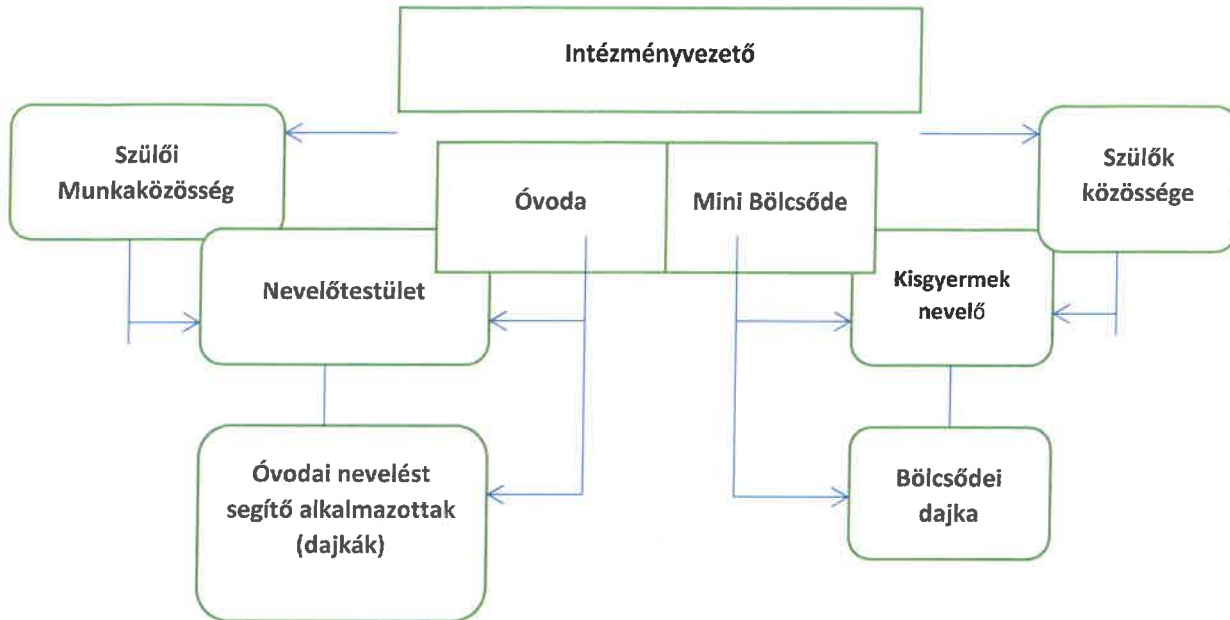 Intézményvezető
Szülői
Munkaközösség
Óvoda
Mini Bölcsőde
Szülők
közössége
Nevelőtestület
Kisgyermek
nevelő
Óvodai nevelést
segítő alkalmazottak
(dajkák)
Bölcsődei
dajka